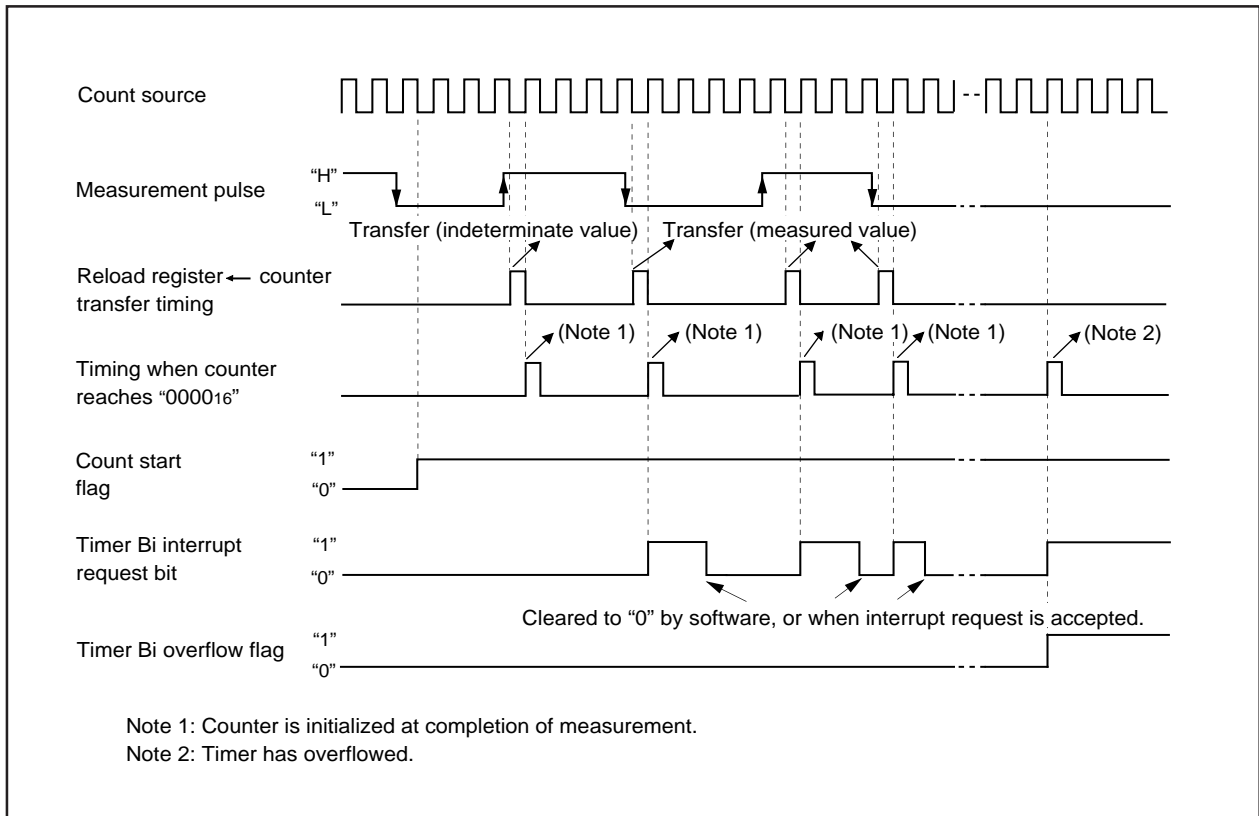 Count source
Measurement pulse
“H”
“L”
Transfer (indeterminate value)
Transfer (measured value)
Reload register ← counter
transfer timing
(Note 1)
(Note 1)
(Note 1)
(Note 1)
(Note 2)
Timing when counter
reaches “000016”
Count start
flag
“1”
“0”
Timer Bi interrupt
request bit
“1”
“0”
Cleared to “0” by software, or when interrupt request is accepted.
Timer Bi overflow flag
“1”
“0”
Note 1: Counter is initialized at completion of measurement.
Note 2: Timer has overflowed.